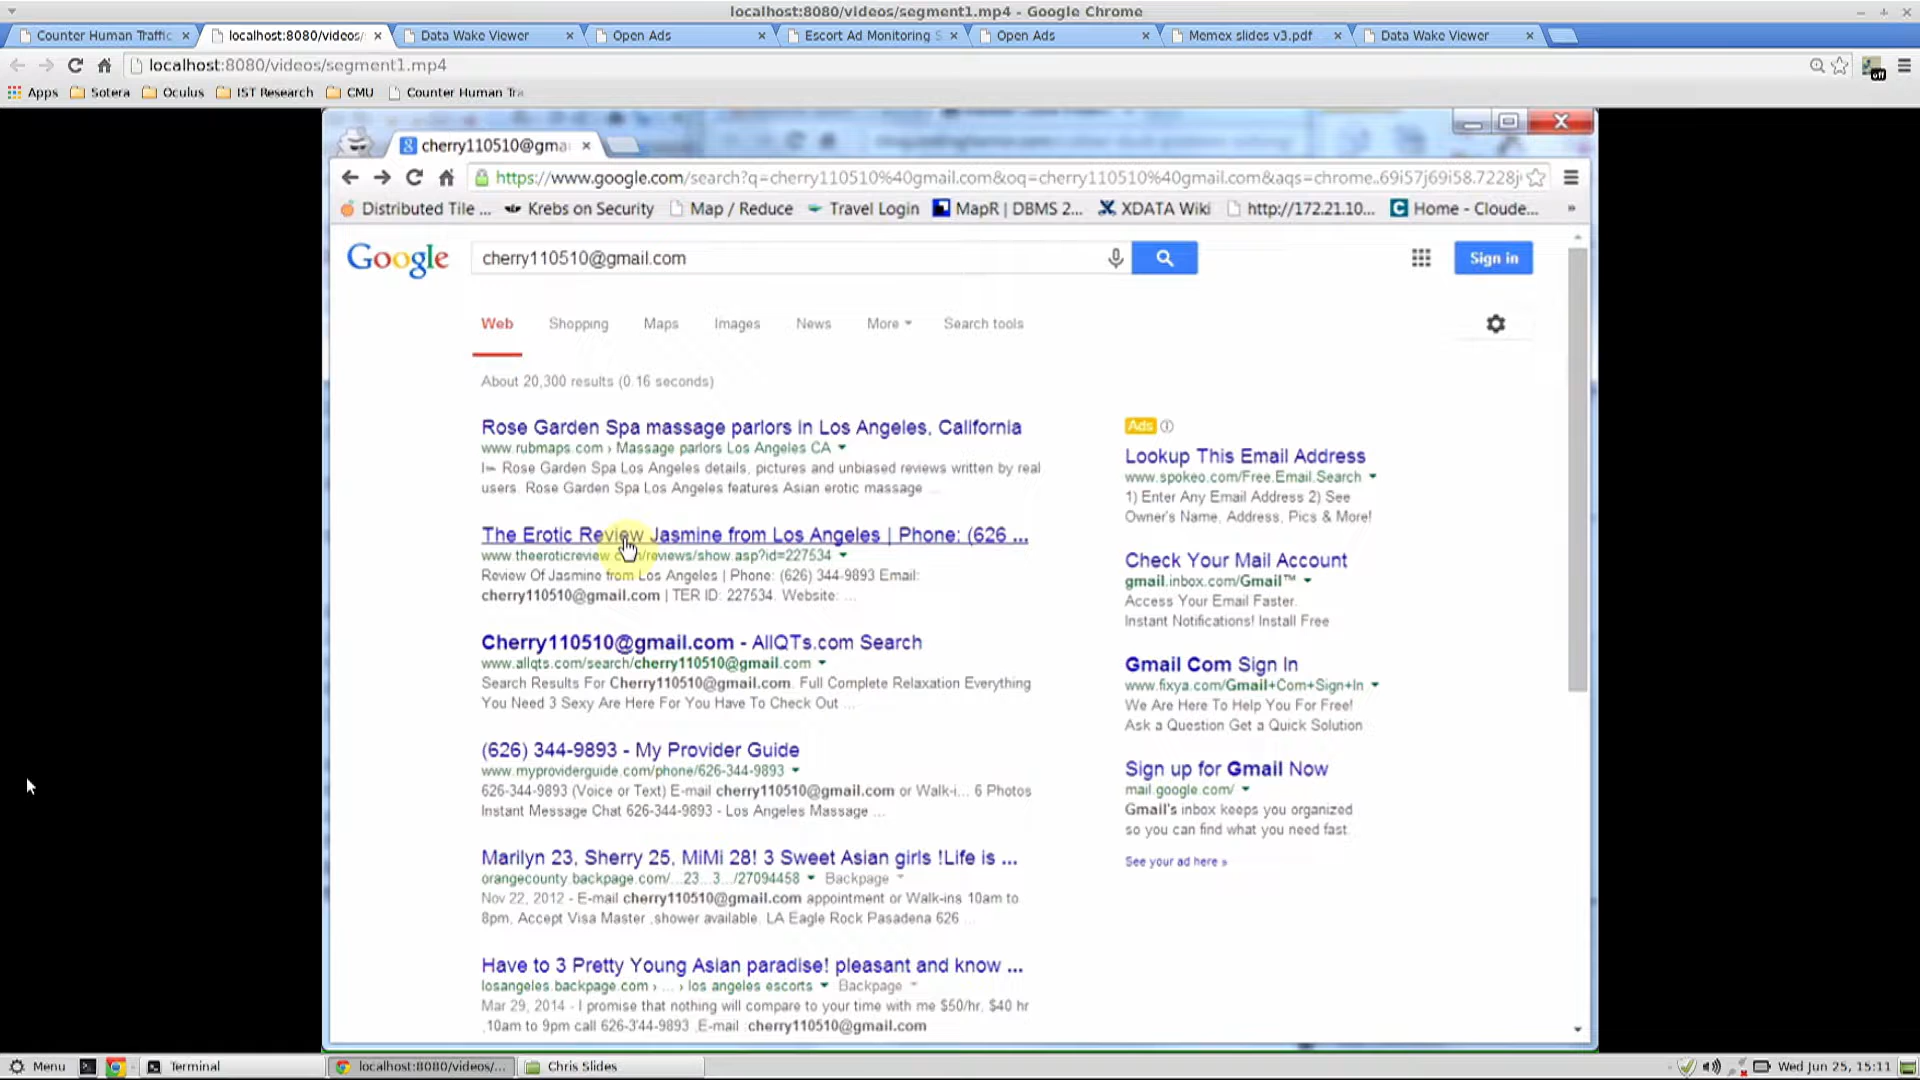 localhost:8080/videos/segment1.mp4 - Google Chrome
Counter Human Traffic
localhost:8080/videos/
Data Wake Viewer
Open Ads
Escort Ad Monitoring S
Open Ads
Memex slides v3.pdf
Data Wake Viewer
localhost:8080/videos/segment1.mp4
off
Apps
Sotera
Oculus
IST Research
CMU
Counter Human Tra
cherry110510@gmai
https://www.google.com/search?q=cherry110510%40gmail.com&oq=cherry110510%40gmail.com&aqs=chrome..69i57j69i58.7228j
Distributed Tile ...
Krebs on Security
Map / Reduce
Travel Login
MapR | DBMS 2...
XDATA Wiki
http://172.21.10...
Home - Cloude...
»
Google
cherry110510@gmail.com
Sign in
Web
Shopping
Maps
Images
News
More
Search tools
About 20,300 results (0.16 seconds)
Rose Garden Spa massage parlors in Los Angeles, California
www.rubmaps.com › Massage parlors Los Angeles CA
Rose Garden Spa Los Angeles details, pictures and unbiased reviews written by real
users. Rose Garden Spa Los Angeles features Asian erotic massage ...
The Erotic Review Jasmine from Los Angeles | Phone: (626 ...
www.theeroticreview.com/reviews/show.asp?id=227534
Review Of Jasmine from Los Angeles | Phone: (626) 344-9893 Email:
cherry110510@gmail.com | TER ID: 227534. Website: ...
Cherry110510@gmail.com - AllQTs.com Search
www.allqts.com/search/cherry110510@gmail.com
Search Results For Cherry110510@gmail.com. Full Complete Relaxation Everything
You Need 3 Sexy Are Here For You Have To Check Out ...
(626) 344-9893 - My Provider Guide
www.myproviderguide.com/phone/626-344-9893
626-344-9893 (Voice or Text) E-mail cherry110510@gmail.com or Walk-i... 6 Photos
Instant Message Chat 626-344-9893 - Los Angeles Massage ...
Marilyn 23, Sherry 25, MiMi 28! 3 Sweet Asian girls !Life is ...
orangecounty.backpage.com/...23...3.../27094458
Backpage
Nov 22, 2012 - E-mail cherry110510@gmail.com appointment or Walk-ins 10am to
8pm, Accept Visa Master ,shower available. LA Eagle Rock Pasadena 626 ...
Have to 3 Pretty Young Asian paradise! pleasant and know ...
losangeles.backpage.com › ... › los angeles escorts
Backpage
Mar 29, 2014 - I promise that nothing will compare to your time with me $50/hr, $40 hr
,10am to 9pm call 626-3'44-9893 ,E-mail :cherry110510@gmail.com
Ads
Lookup This Email Address
www.spokeo.com/Free.Email.Search
1) Enter Any Email Address 2) See
Owner's Name, Address, Pics & More!
Check Your Mail Account
gmail.inbox.com/Gmail™
Access Your Email Faster.
Instant Notifications! Install Free
Gmail Com Sign In
www.fixya.com/Gmail+Com+Sign+In
We Are Here To Help You For Free!
Ask a Question Get a Quick Solution
Sign up for Gmail Now
mail.google.com/
Gmail's inbox keeps you organized
so you can find what you need fast.
See your ad here »
Menu
Terminal
localhost:8080/videos/...
Chris Slides
Wed Jun 25, 15:11